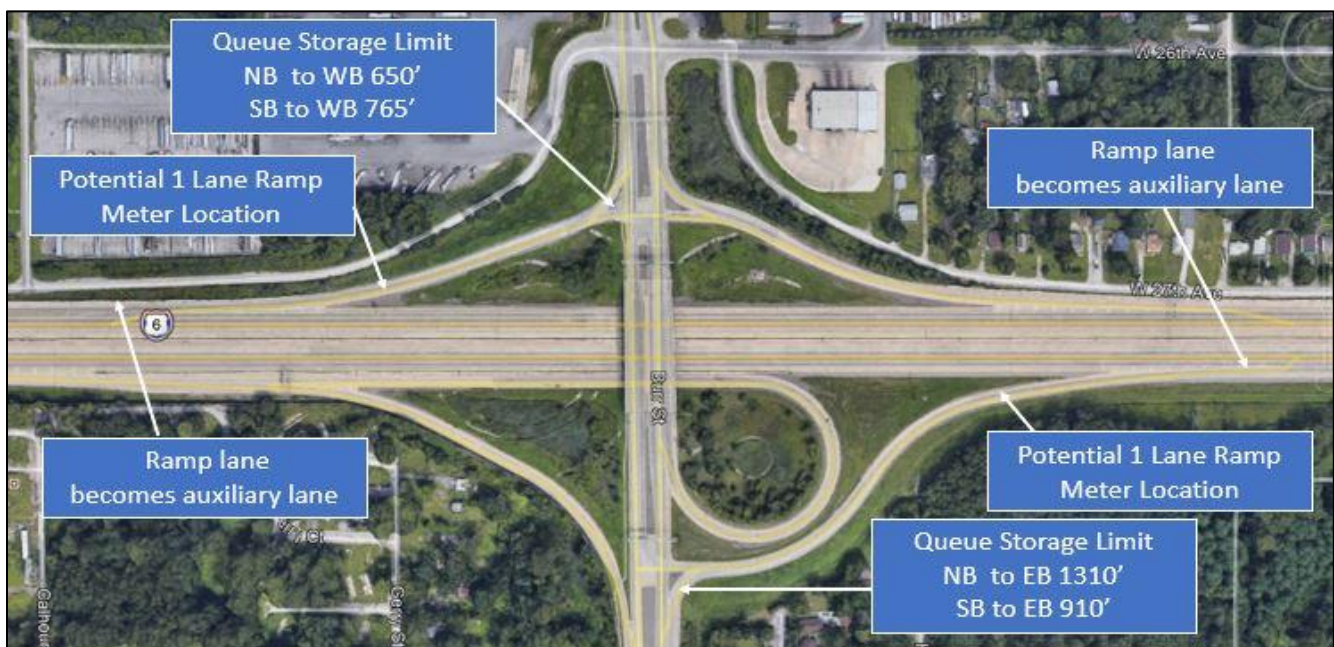 Queue Storage Limit
NB to WB 650’
SB to WB 765’
W 26th Ave
Potential 1 Lane Ramp
Meter Location
Ramp lane
becomes auxiliary lane
W 27th Ave
6
Burr St
Ramp lane
becomes auxiliary lane
Potential 1 Lane Ramp
Meter Location
Queue Storage Limit
NB to EB 1310’
SB to EB 910’